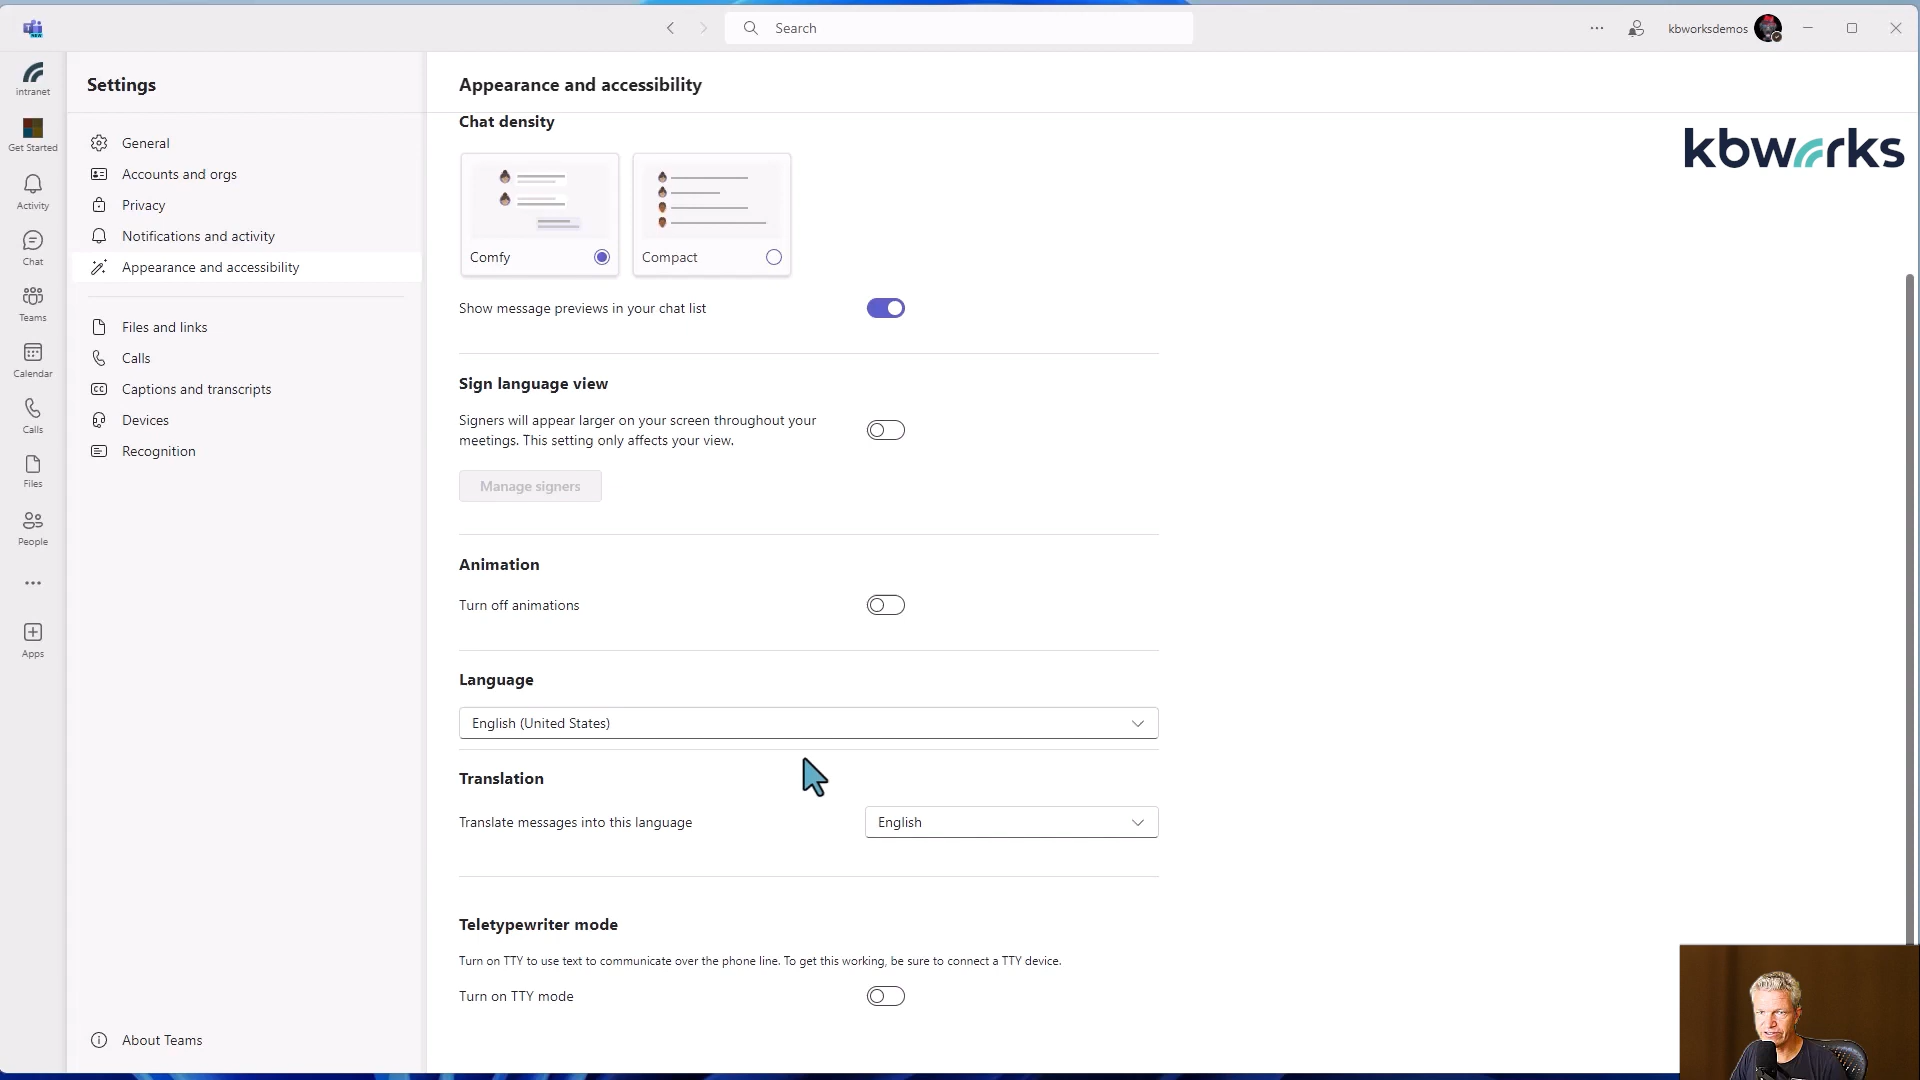 Search
kbworksdemos
intranet
Get Started
Activity
Chat
Teams
Calendar
Calls
Files
People
Apps
Settings
General
Accounts and orgs
Privacy
Notifications and activity
Appearance and accessibility
Files and links
Calls
Captions and transcripts
Devices
Recognition
About Teams
Appearance and accessibility
kbworks
Chat density
Comfy
Compact
Show message previews in your chat list
Sign language view
Signers will appear larger on your screen throughout your
meetings. This setting only affects your view.
Manage signers
Animation
Turn off animations
Language
English (United States)
Translation
Translate messages into this language
English
Teletypewriter mode
Turn on TTY to use text to communicate over the phone line. To get this working, be sure to connect a TTY device.
Turn on TTY mode